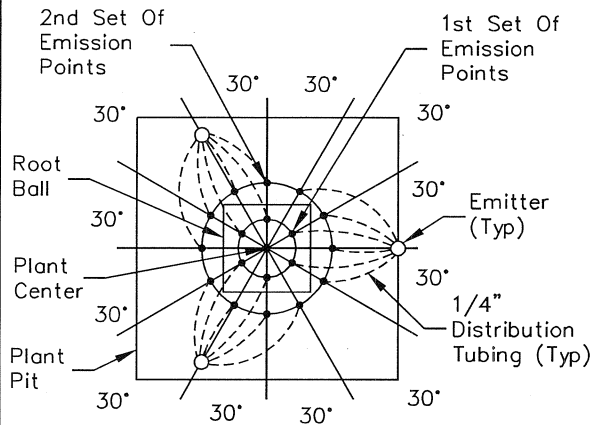 2nd Set Of
Emission
Points
1st Set Of
Emission
Points
30°
30°
30°
30°
Root
Ball
30°
30°
Emitter
(Typ)
Plant
Center
30°
30°
1/4"
Distribution
Tubing (Typ)
Plant
Pit
30°
30°
30°
30°